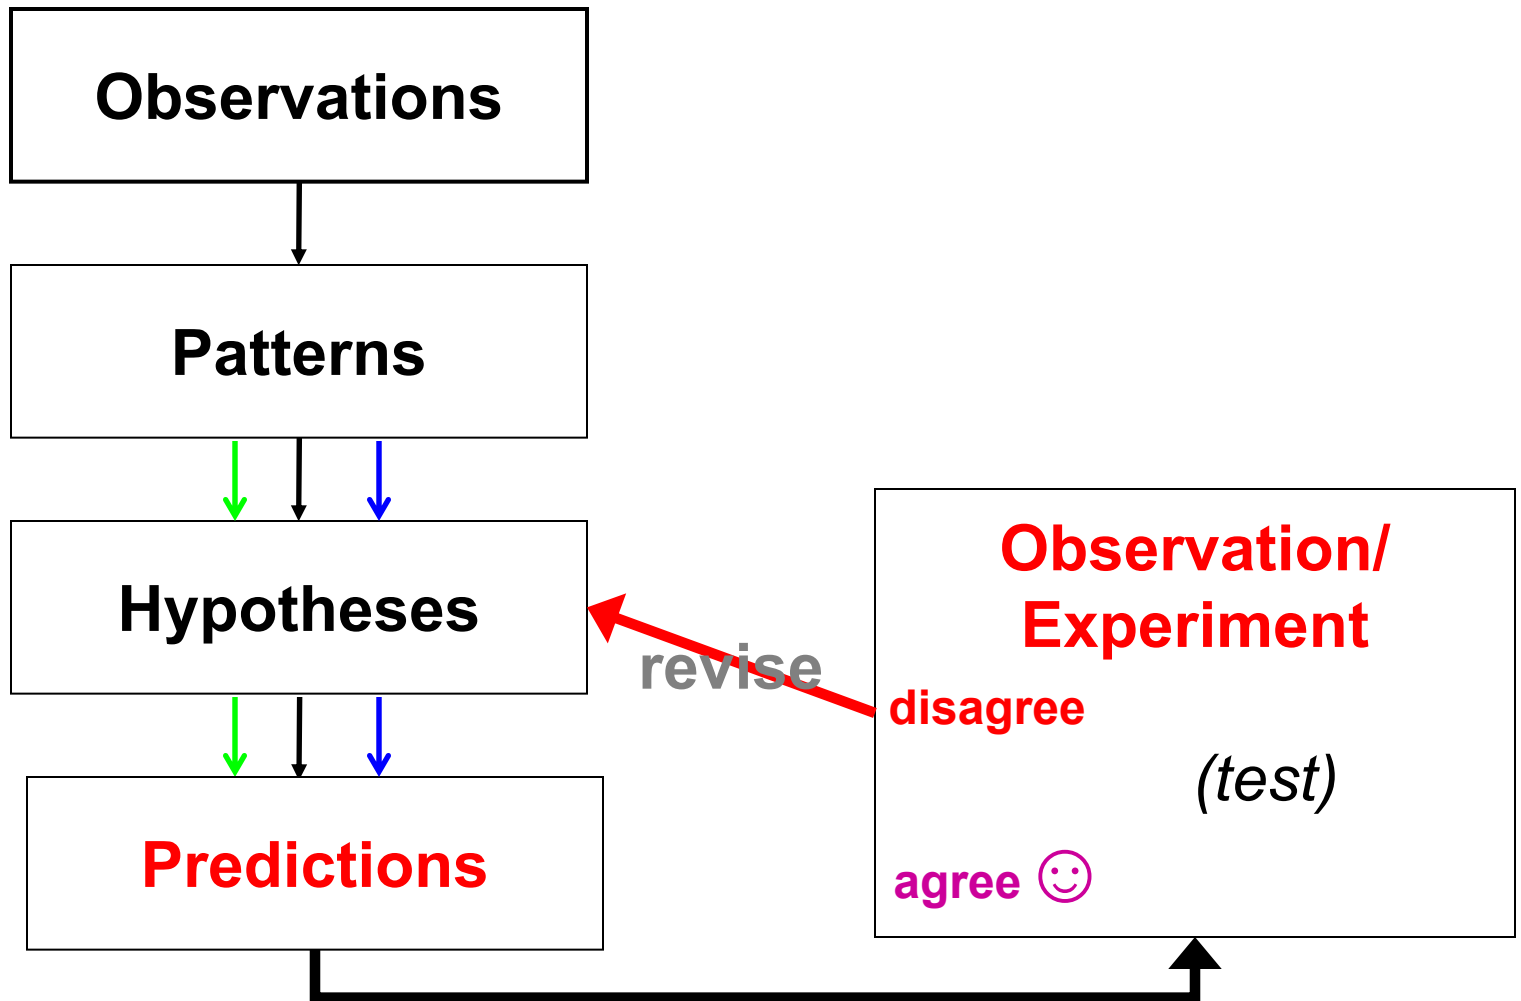 Observations
Patterns
Hypotheses
Predictions
revise
Observation/
Experiment
disagree
(test)
agree